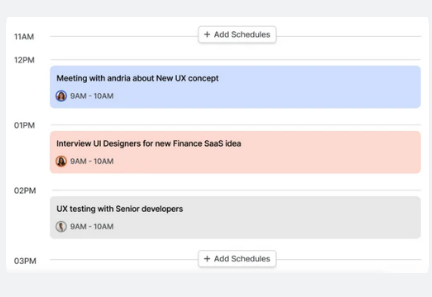 11AM
+ Add Schedules
12PM
Meeting with andria about New UX concept
9AM - 10AM
01PM
Interview UI Designers for new Finance SaaS idea
9AM - 10AM
02PM
UX testing with Senior developers
9AM - 10AM
03PM
+ Add Schedules